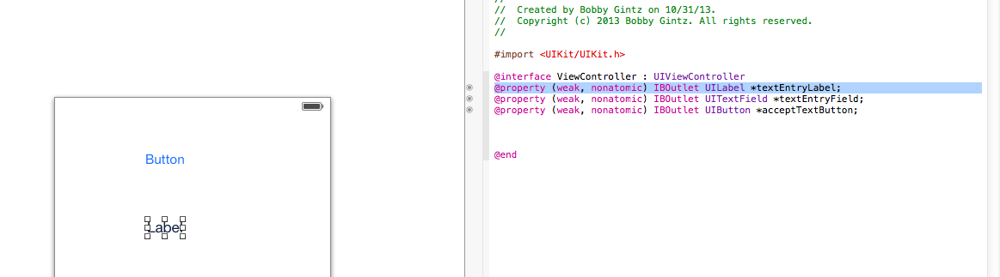 //
//  Created by Bobby Gintz on 10/31/13.
//  Copyright (c) 2013 Bobby Gintz. All rights reserved.
//
#import <UIKit/UIKit.h>
@interface ViewController : UIViewController
@property (weak, nonatomic) IBOutlet UILabel *textEntryLabel;
@property (weak, nonatomic) IBOutlet UITextField *textEntryField;
@property (weak, nonatomic) IBOutlet UIButton *acceptTextButton;
@end
Button
Label